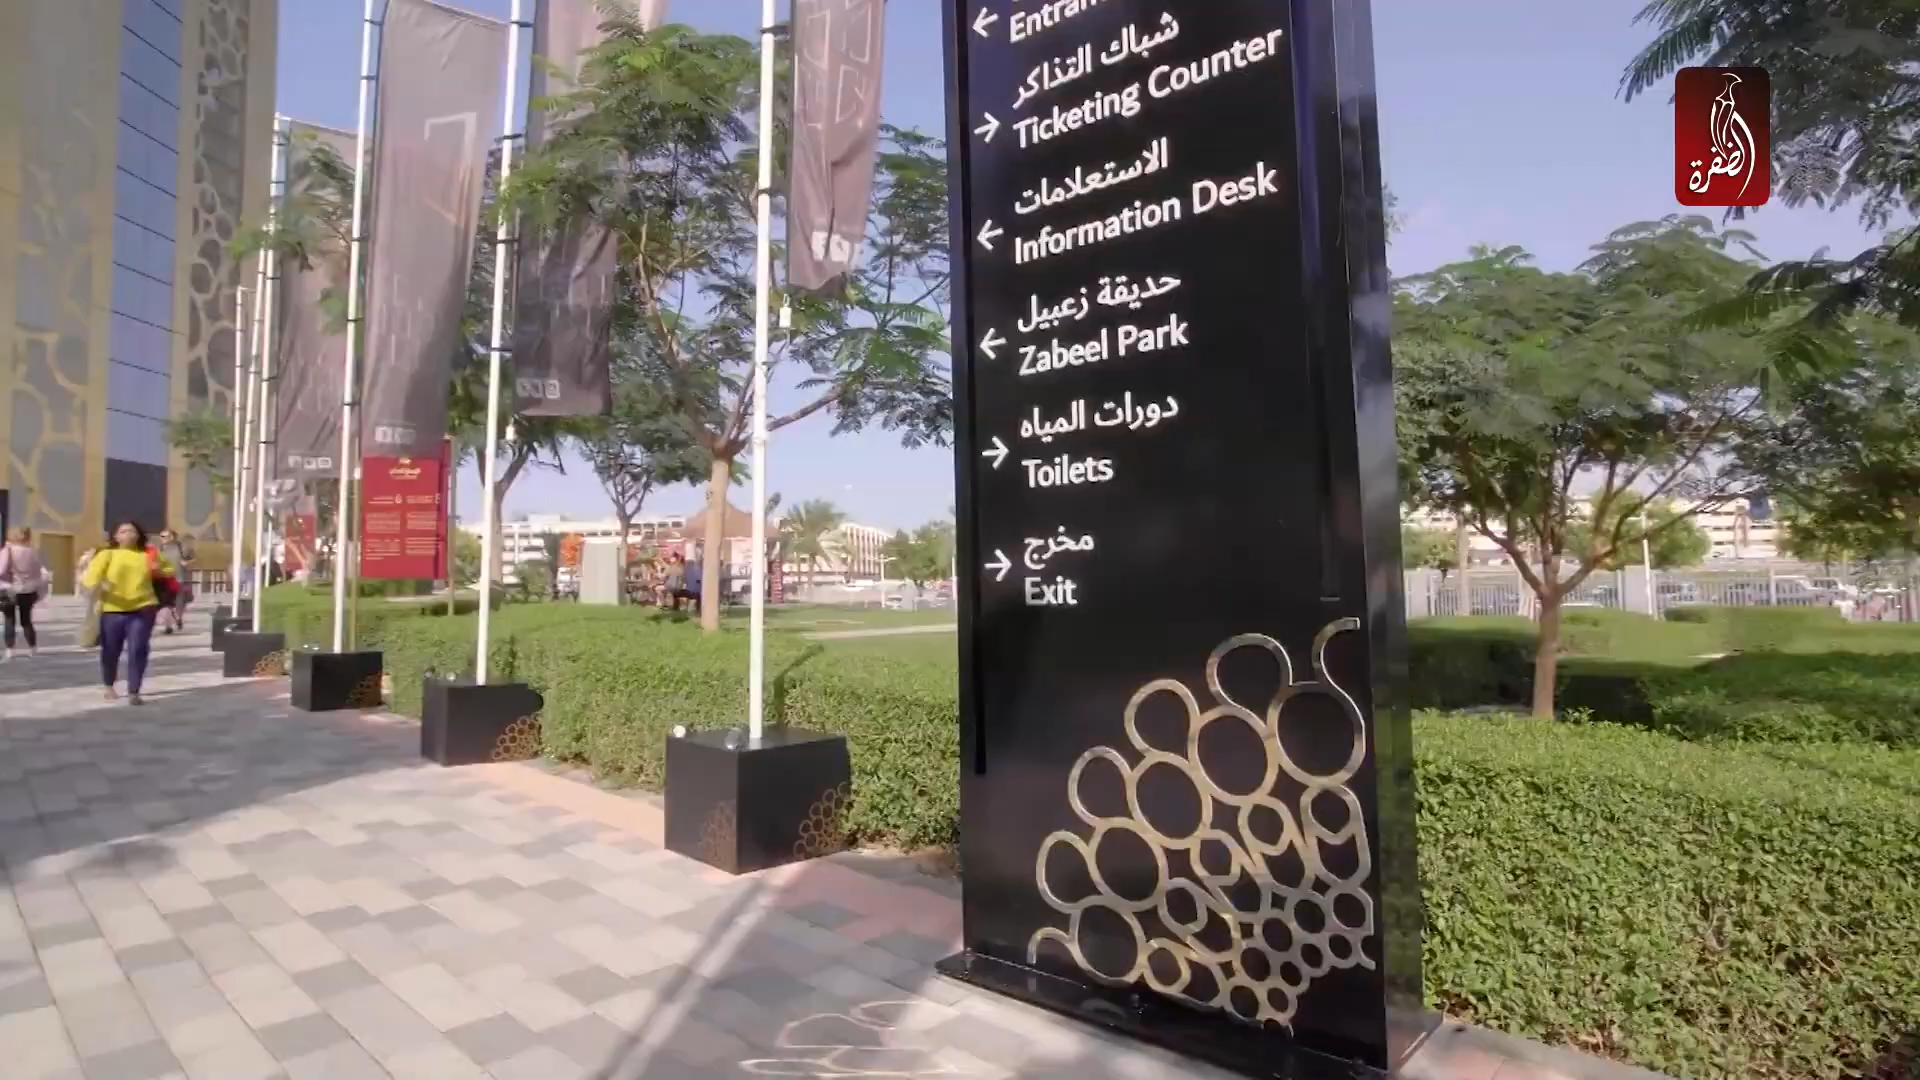 شباك التذاكر
Ticketing Counter
الاستعلامات
Information Desk
حديقة زعبيل
Zabeel Park
دورات المياه
Toilets
مخرج
Exit
الظفرة